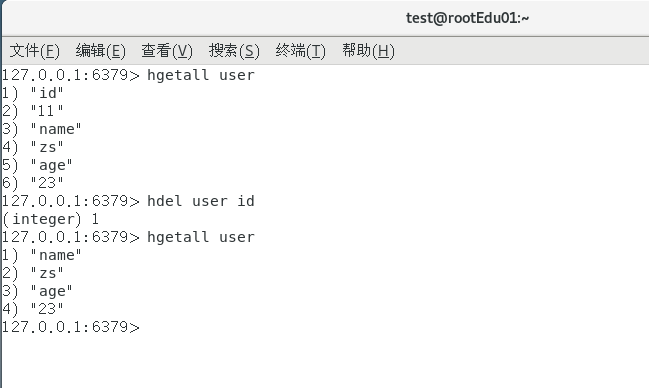 test@rootEdu01:~
文件(F) 编辑(E) 查看(V) 搜索(S) 终端(T) 帮助(H)
127.0.0.1:6379> hgetall user
1) "id"
2) "11"
3) "name"
4) "zs"
5) "age"
6) "23"
127.0.0.1:6379> hdel user id
(integer) 1
127.0.0.1:6379> hgetall user
1) "name"
2) "zs"
3) "age"
4) "23"
127.0.0.1:6379>